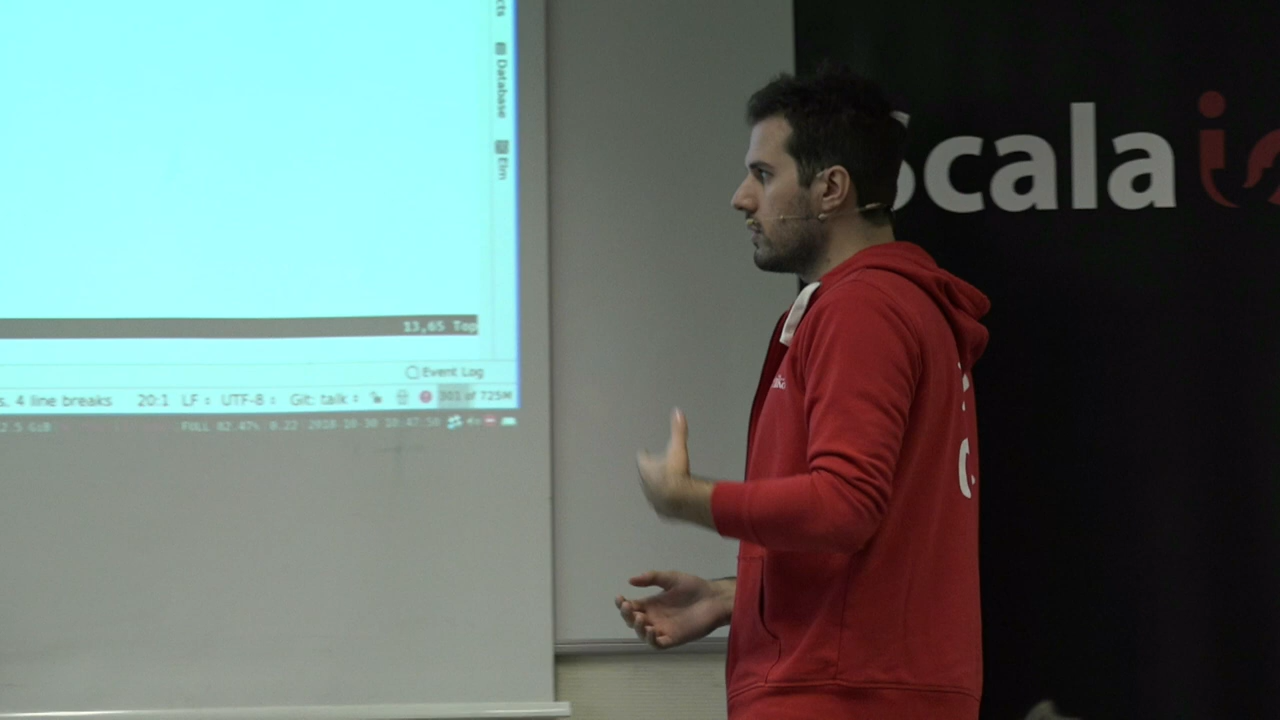 Database
Elm
13,65 Top
Event Log
s. 4 line breaks 20:1 LF UTF-8 Git: talk 301 of 725M
2.5 GiB FULL 82.47% 0.22 2018-10-30 10:47:50
Scala io